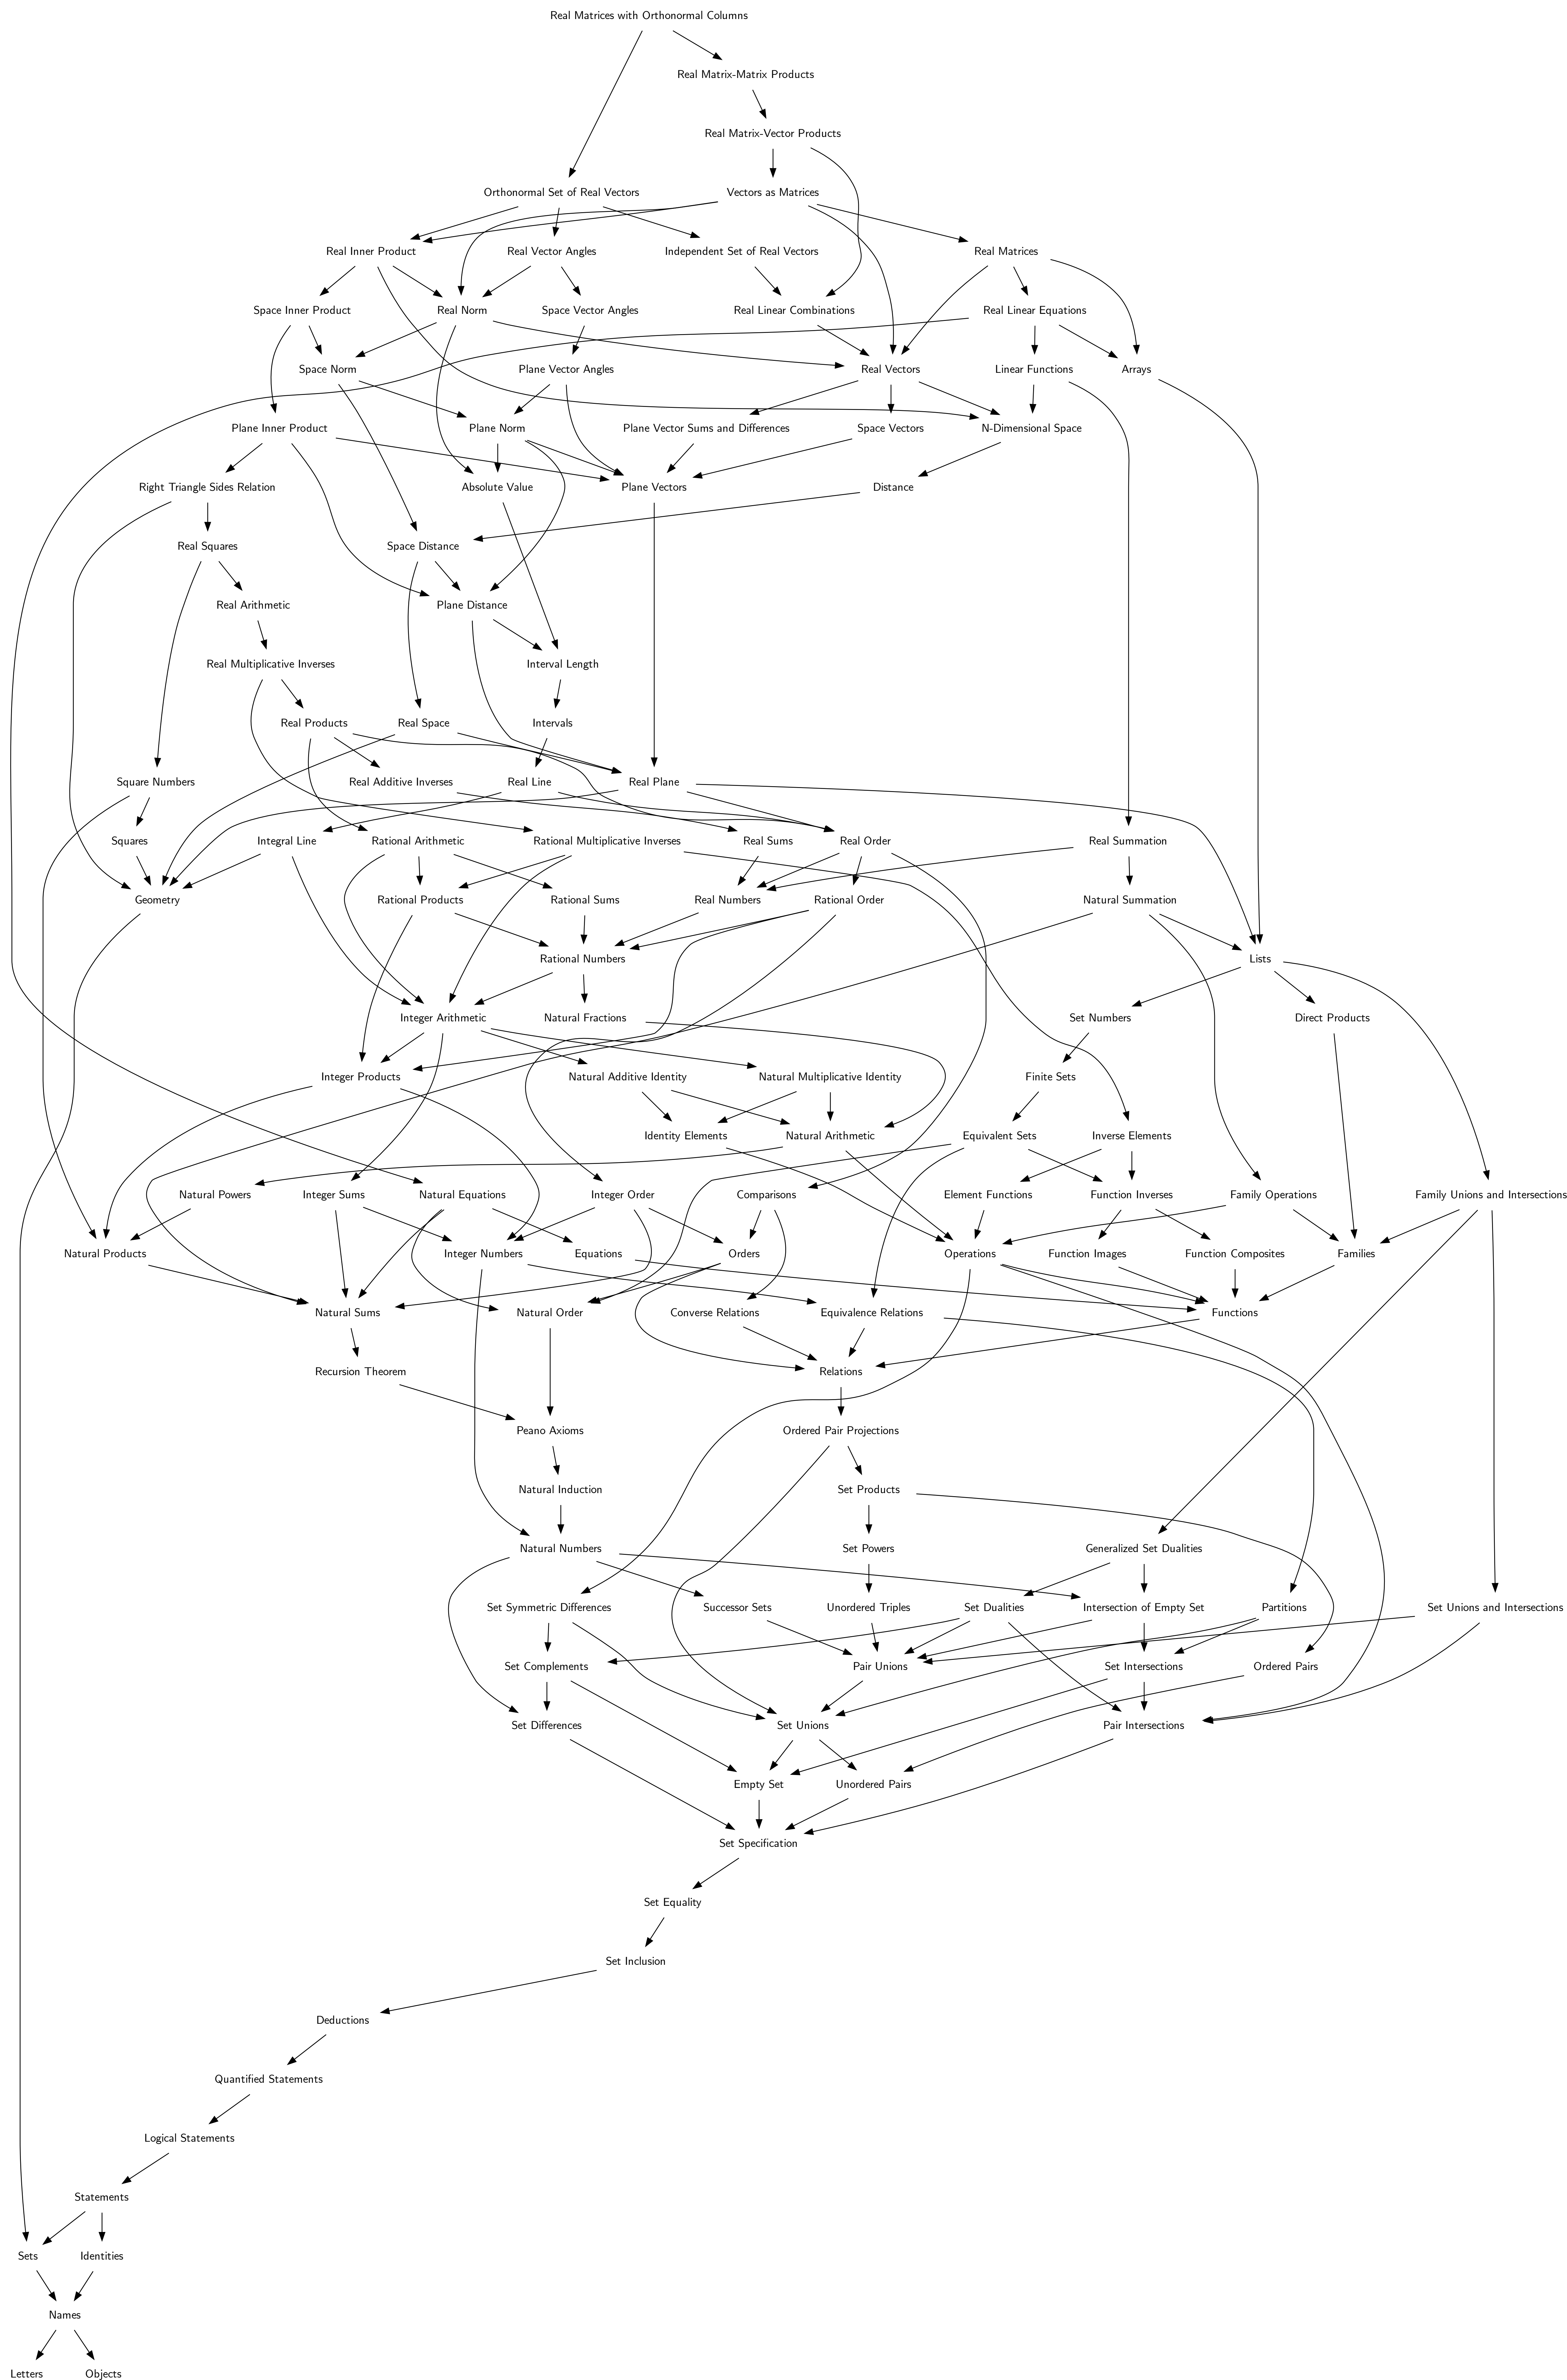 Real Matrices with Orthonormal Columns
Real Matrix-Matrix Products
Real Matrix-Vector Products
Orthonormal Set of Real Vectors
Vectors as Matrices
Real Inner Product
Real Vector Angles
Independent Set of Real Vectors
Real Matrices
Space Inner Product
Real Norm
Space Vector Angles
Real Linear Combinations
Real Linear Equations
Space Norm
Plane Vector Angles
Real Vectors
Linear Functions
Arrays
Plane Inner Product
Plane Norm
Plane Vector Sums and Differences
Space Vectors
N-Dimensional Space
Right Triangle Sides Relation
Absolute Value
Plane Vectors
Distance
Real Squares
Space Distance
Real Arithmetic
Plane Distance
Real Multiplicative Inverses
Interval Length
Real Products
Real Space
Intervals
Square Numbers
Real Additive Inverses
Real Line
Real Plane
Squares
Integral Line
Rational Arithmetic
Rational Multiplicative Inverses
Real Sums
Real Order
Real Summation
Geometry
Rational Products
Rational Sums
Real Numbers
Rational Order
Natural Summation
Rational Numbers
Lists
Integer Arithmetic
Natural Fractions
Set Numbers
Direct Products
Integer Products
Natural Additive Identity
Natural Multiplicative Identity
Finite Sets
Identity Elements
Natural Arithmetic
Equivalent Sets
Inverse Elements
Natural Powers
Integer Sums
Natural Equations
Integer Order
Comparisons
Element Functions
Function Inverses
Family Operations
Family Unions and Intersections
Natural Products
Integer Numbers
Equations
Orders
Operations
Function Images
Function Composites
Families
Natural Sums
Natural Order
Converse Relations
Equivalence Relations
Functions
Recursion Theorem
Relations
Peano Axioms
Ordered Pair Projections
Natural Induction
Set Products
Natural Numbers
Set Powers
Generalized Set Dualities
Set Symmetric Differences
Successor Sets
Unordered Triples
Set Dualities
Intersection of Empty Set
Partitions
Set Unions and Intersections
Set Complements
Pair Unions
Set Intersections
Ordered Pairs
Set Differences
Set Unions
Pair Intersections
Empty Set
Unordered Pairs
Set Specification
Set Equality
Set Inclusion
Deductions
Quantified Statements
Logical Statements
Statements
Sets
Identities
Names
Letters
Objects